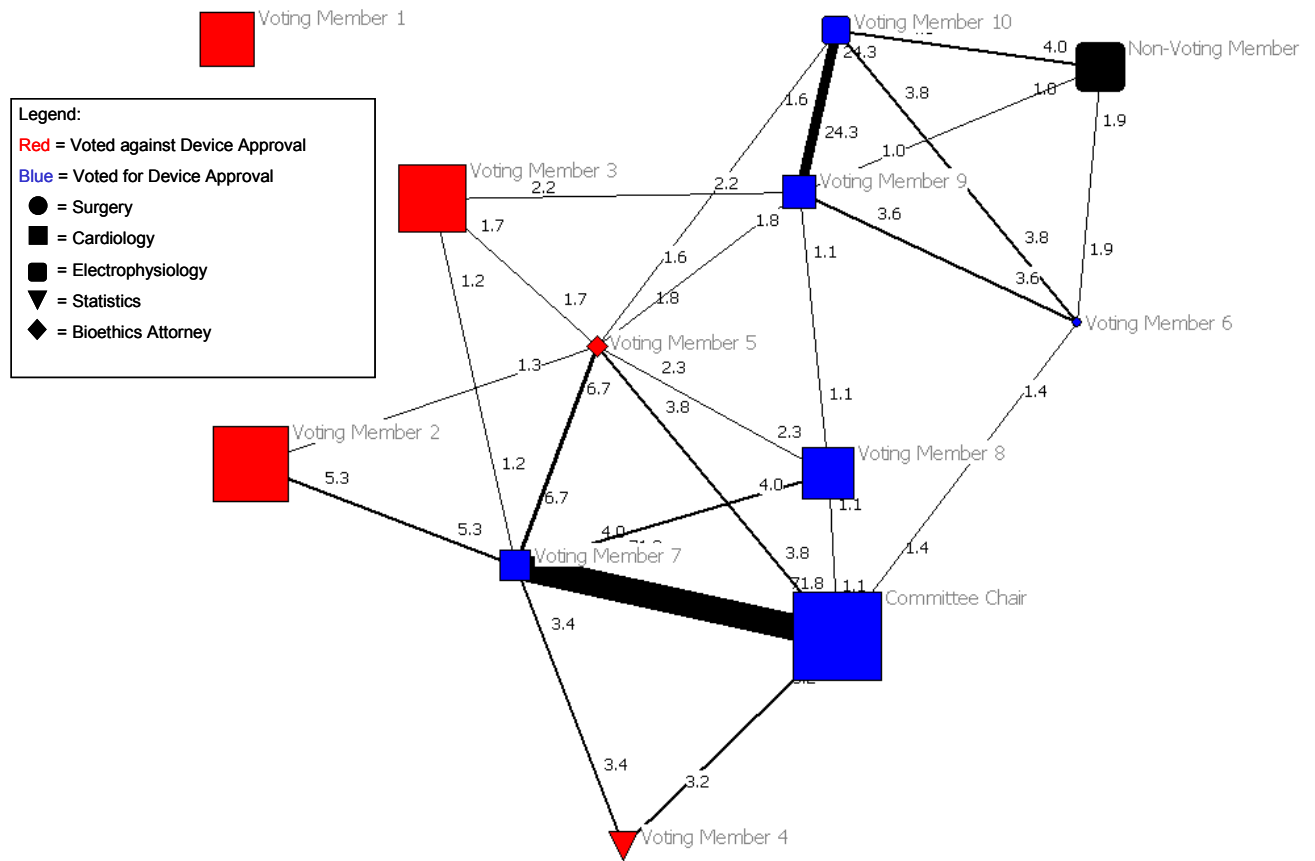 Voting Member 1
Voting Member 10
24.3
4.0
Non-Voting Member
Legend:
Red = Voted against Device Approval
Blue = Voted for Device Approval
= Surgery
= Cardiology
= Electrophysiology
= Statistics
= Bioethics Attorney
1.6
3.8
1.0
1.9
24.3
1.0
Voting Member 3
2.2
2.2
Voting Member 9
1.7
1.8
3.6
3.8
1.9
1.1
1.6
3.6
1.2
1.7
1.8
Voting Member 6
Voting Member 5
1.3
2.3
6.7
3.8
1.1
1.4
Voting Member 2
2.3
Voting Member 8
5.3
1.2
4.0
6.7
1.1
5.3
4.0
Voting Member 7
3.8
1.4
71.8
1.1
Committee Chair
3.4
3.4
3.2
Voting Member 4